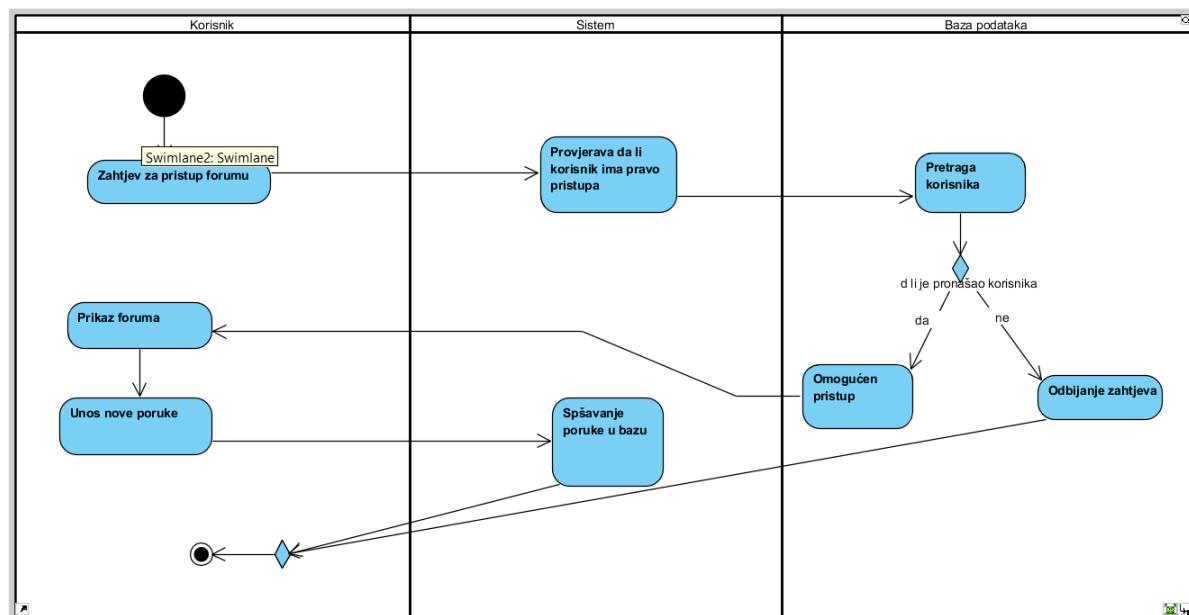 Korisnik
Sistem
Baza podataka
Swimlane2: Swimlane
Zahtjev za pristup forumu
Provjerava da li
korisnik ima pravo
pristupa
Pretraga
korisnika
d li je pronašao korisnika
da
ne
Prikaz foruma
Omogućen
pristup
Odbijanje zahtjeva
Unos nove poruke
Spšavanje
poruke u bazu